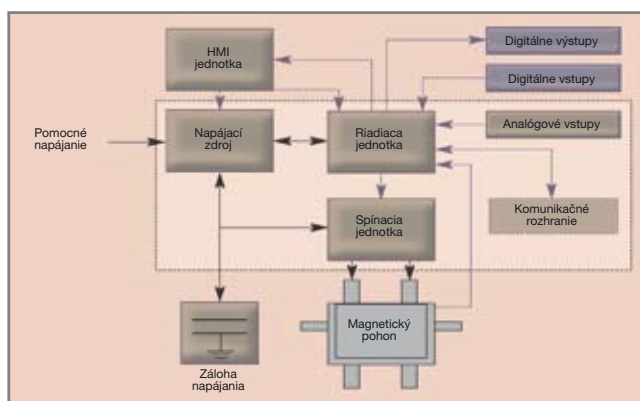 HMI
jednotka
Digitálne výstupy
Digitálne vstupy
Pomocné
napájanie
Napájací
zdroj
Riadiaca
jednotka
Analógové vstupy
Spínacia
jednotka
Komunikačné
rozhranie
Magnetický
pohon
Záloha
napájania